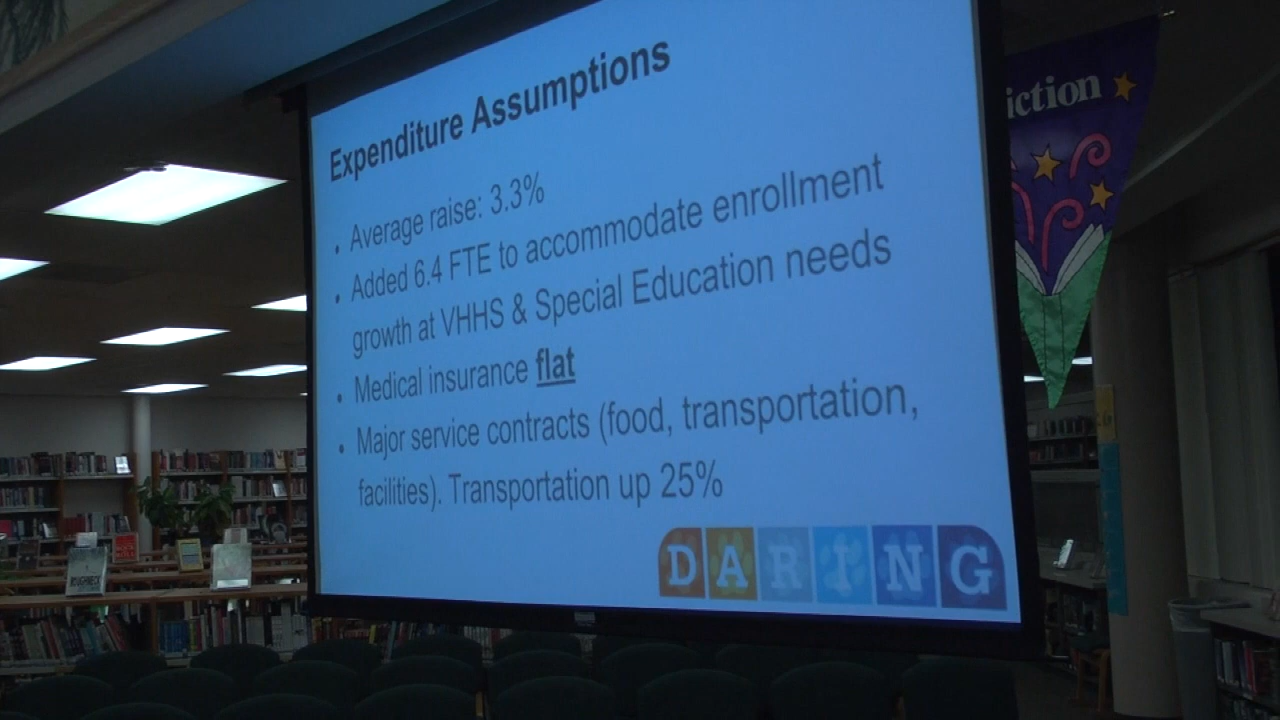 Expenditure Assumptions
• Average raise: 3.3%
• Added 6.4 FTE to accommodate enrollment
growth at VHHS & Special Education needs
• Medical insurance flat
• Major service contracts (food, transportation,
facilities). Transportation up 25%
DARING
iction
ROUGHNECK